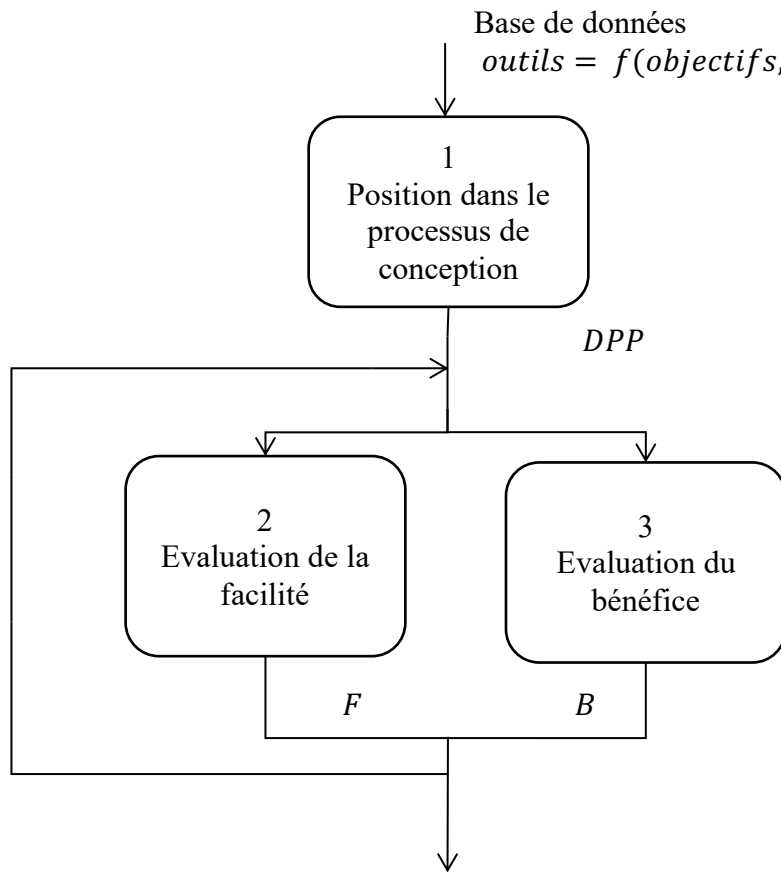 Base de données
outils = f(objectifs,
1
Position dans le
processus de
conception
DPP
2
Evaluation de la
facilité
3
Evaluation du
bénéfice
F
B